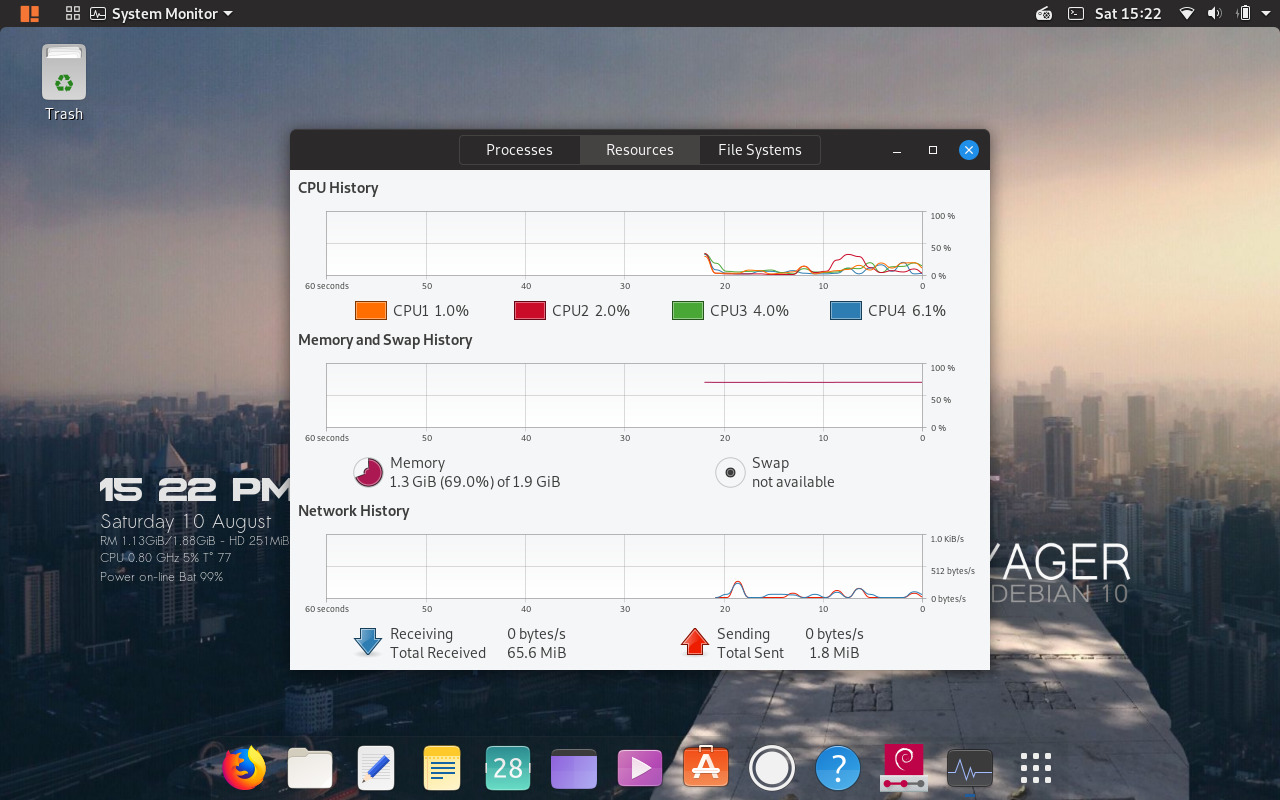 System Monitor
Sat 15:22
Trash
Processes Resources File Systems
CPU History
100 %
50 %
0 %
60 seconds 50 40 30 20 10 0
CPU1 1.0% CPU2 2.0% CPU3 4.0% CPU4 6.1%
Memory and Swap History
100 %
50 %
0 %
60 seconds 50 40 30 20 10 0
Memory
1.3 GiB (69.0%) of 1.9 GiB
Swap
not available
Network History
1.0 KiB/s
512 bytes/s
0 bytes/s
60 seconds 50 40 30 20 10 0
Receiving 0 bytes/s
Total Received 65.6 MiB
Sending 0 bytes/s
Total Sent 1.8 MiB
15 22 PM
Saturday 10 August
RM 1.13GiB/1.88GiB - HD 251MiB
CPU 0.80 GHz 5% T° 77
Power on-line Bat 99%
YAGER
DEBIAN 10
28
?